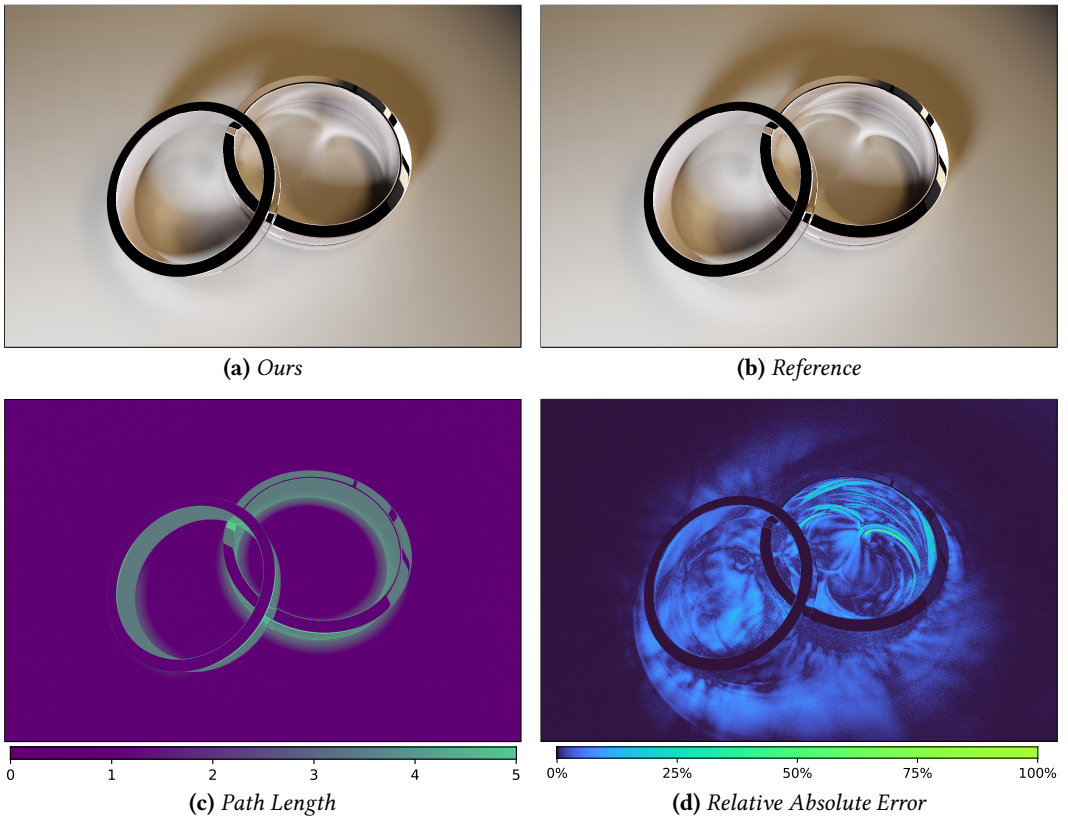 (a) Ours
(b) Reference
0 1 2 3 4 5
0% 25% 50% 75% 100%
(c) Path Length
(d) Relative Absolute Error